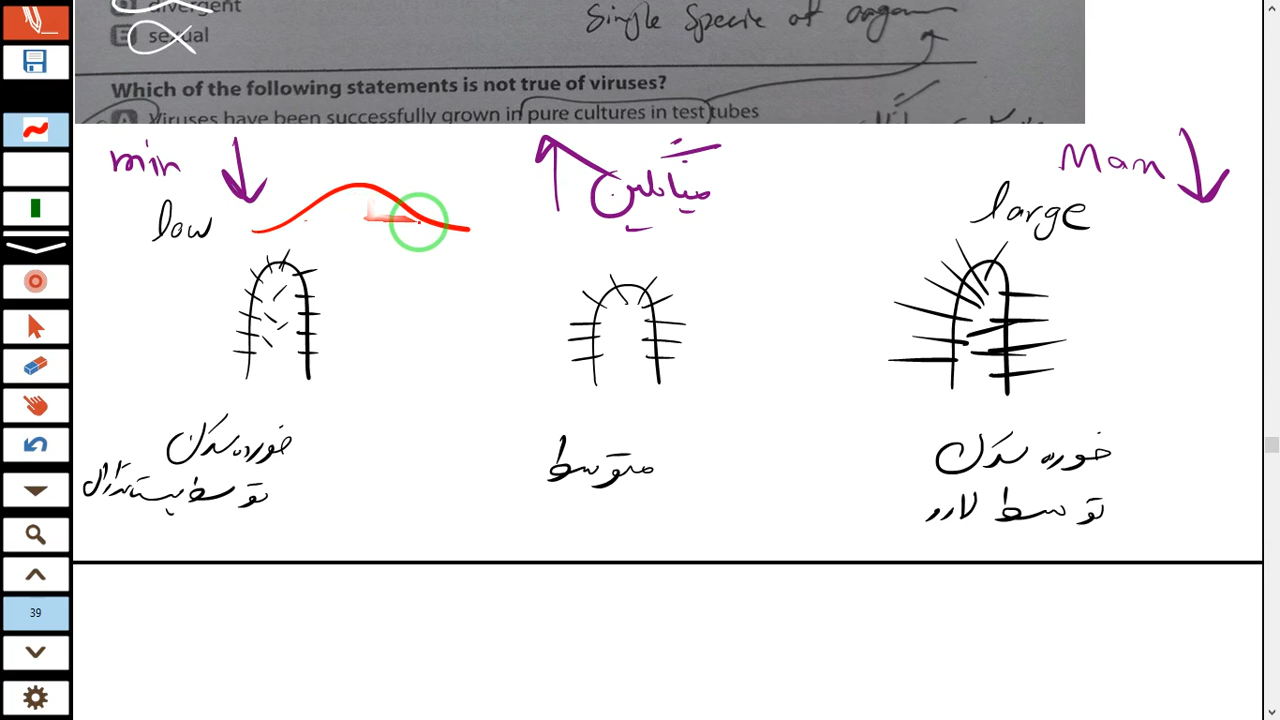 divergent
E sexual
Single specie of organ
Which of the following statements is not true of viruses?
A Viruses have been successfully grown in pure cultures in test tubes
min
میانگین
Max
low
large
خورده شدن
توسط پستانداران
متوسط
خورده شدن
توسط لارو
39